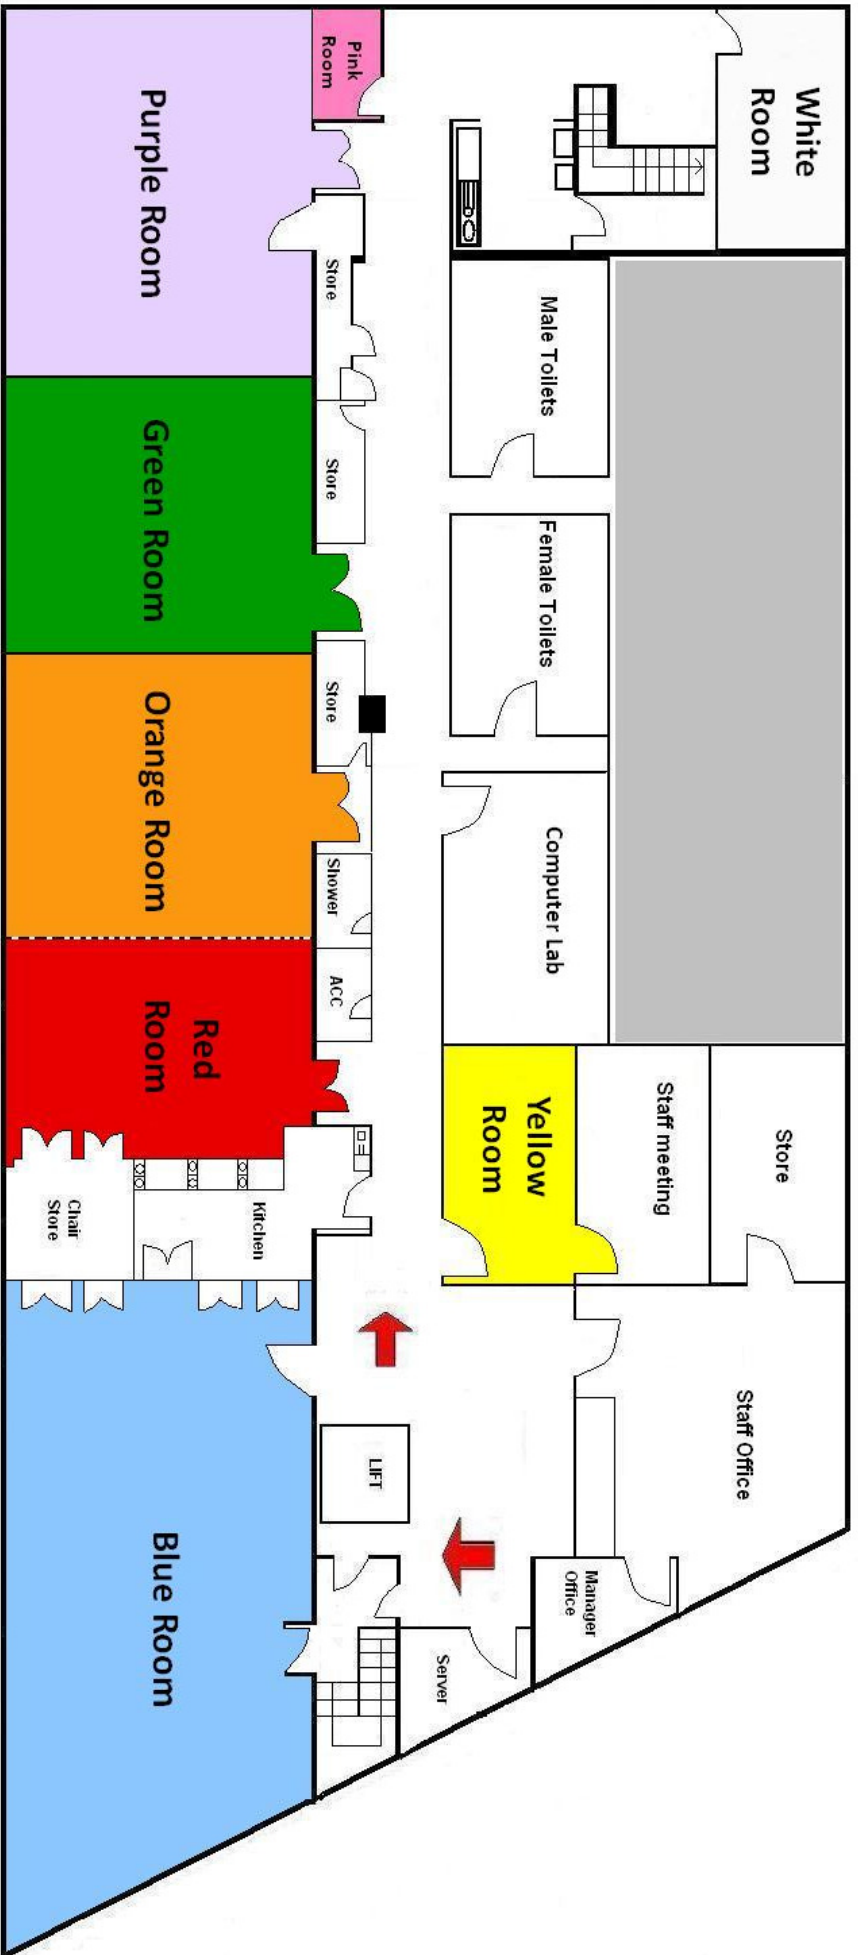 White
Room
Pink
Room
Purple Room
Store
Male Toilets
Green Room
Store
Female Toilets
Orange Room
Store
Shower
Computer Lab
Red
Room
ACC
Yellow
Room
Staff meeting
Store
Chair
Store
Kitchen
Staff Office
LIFT
Manager
Office
Blue Room
Server